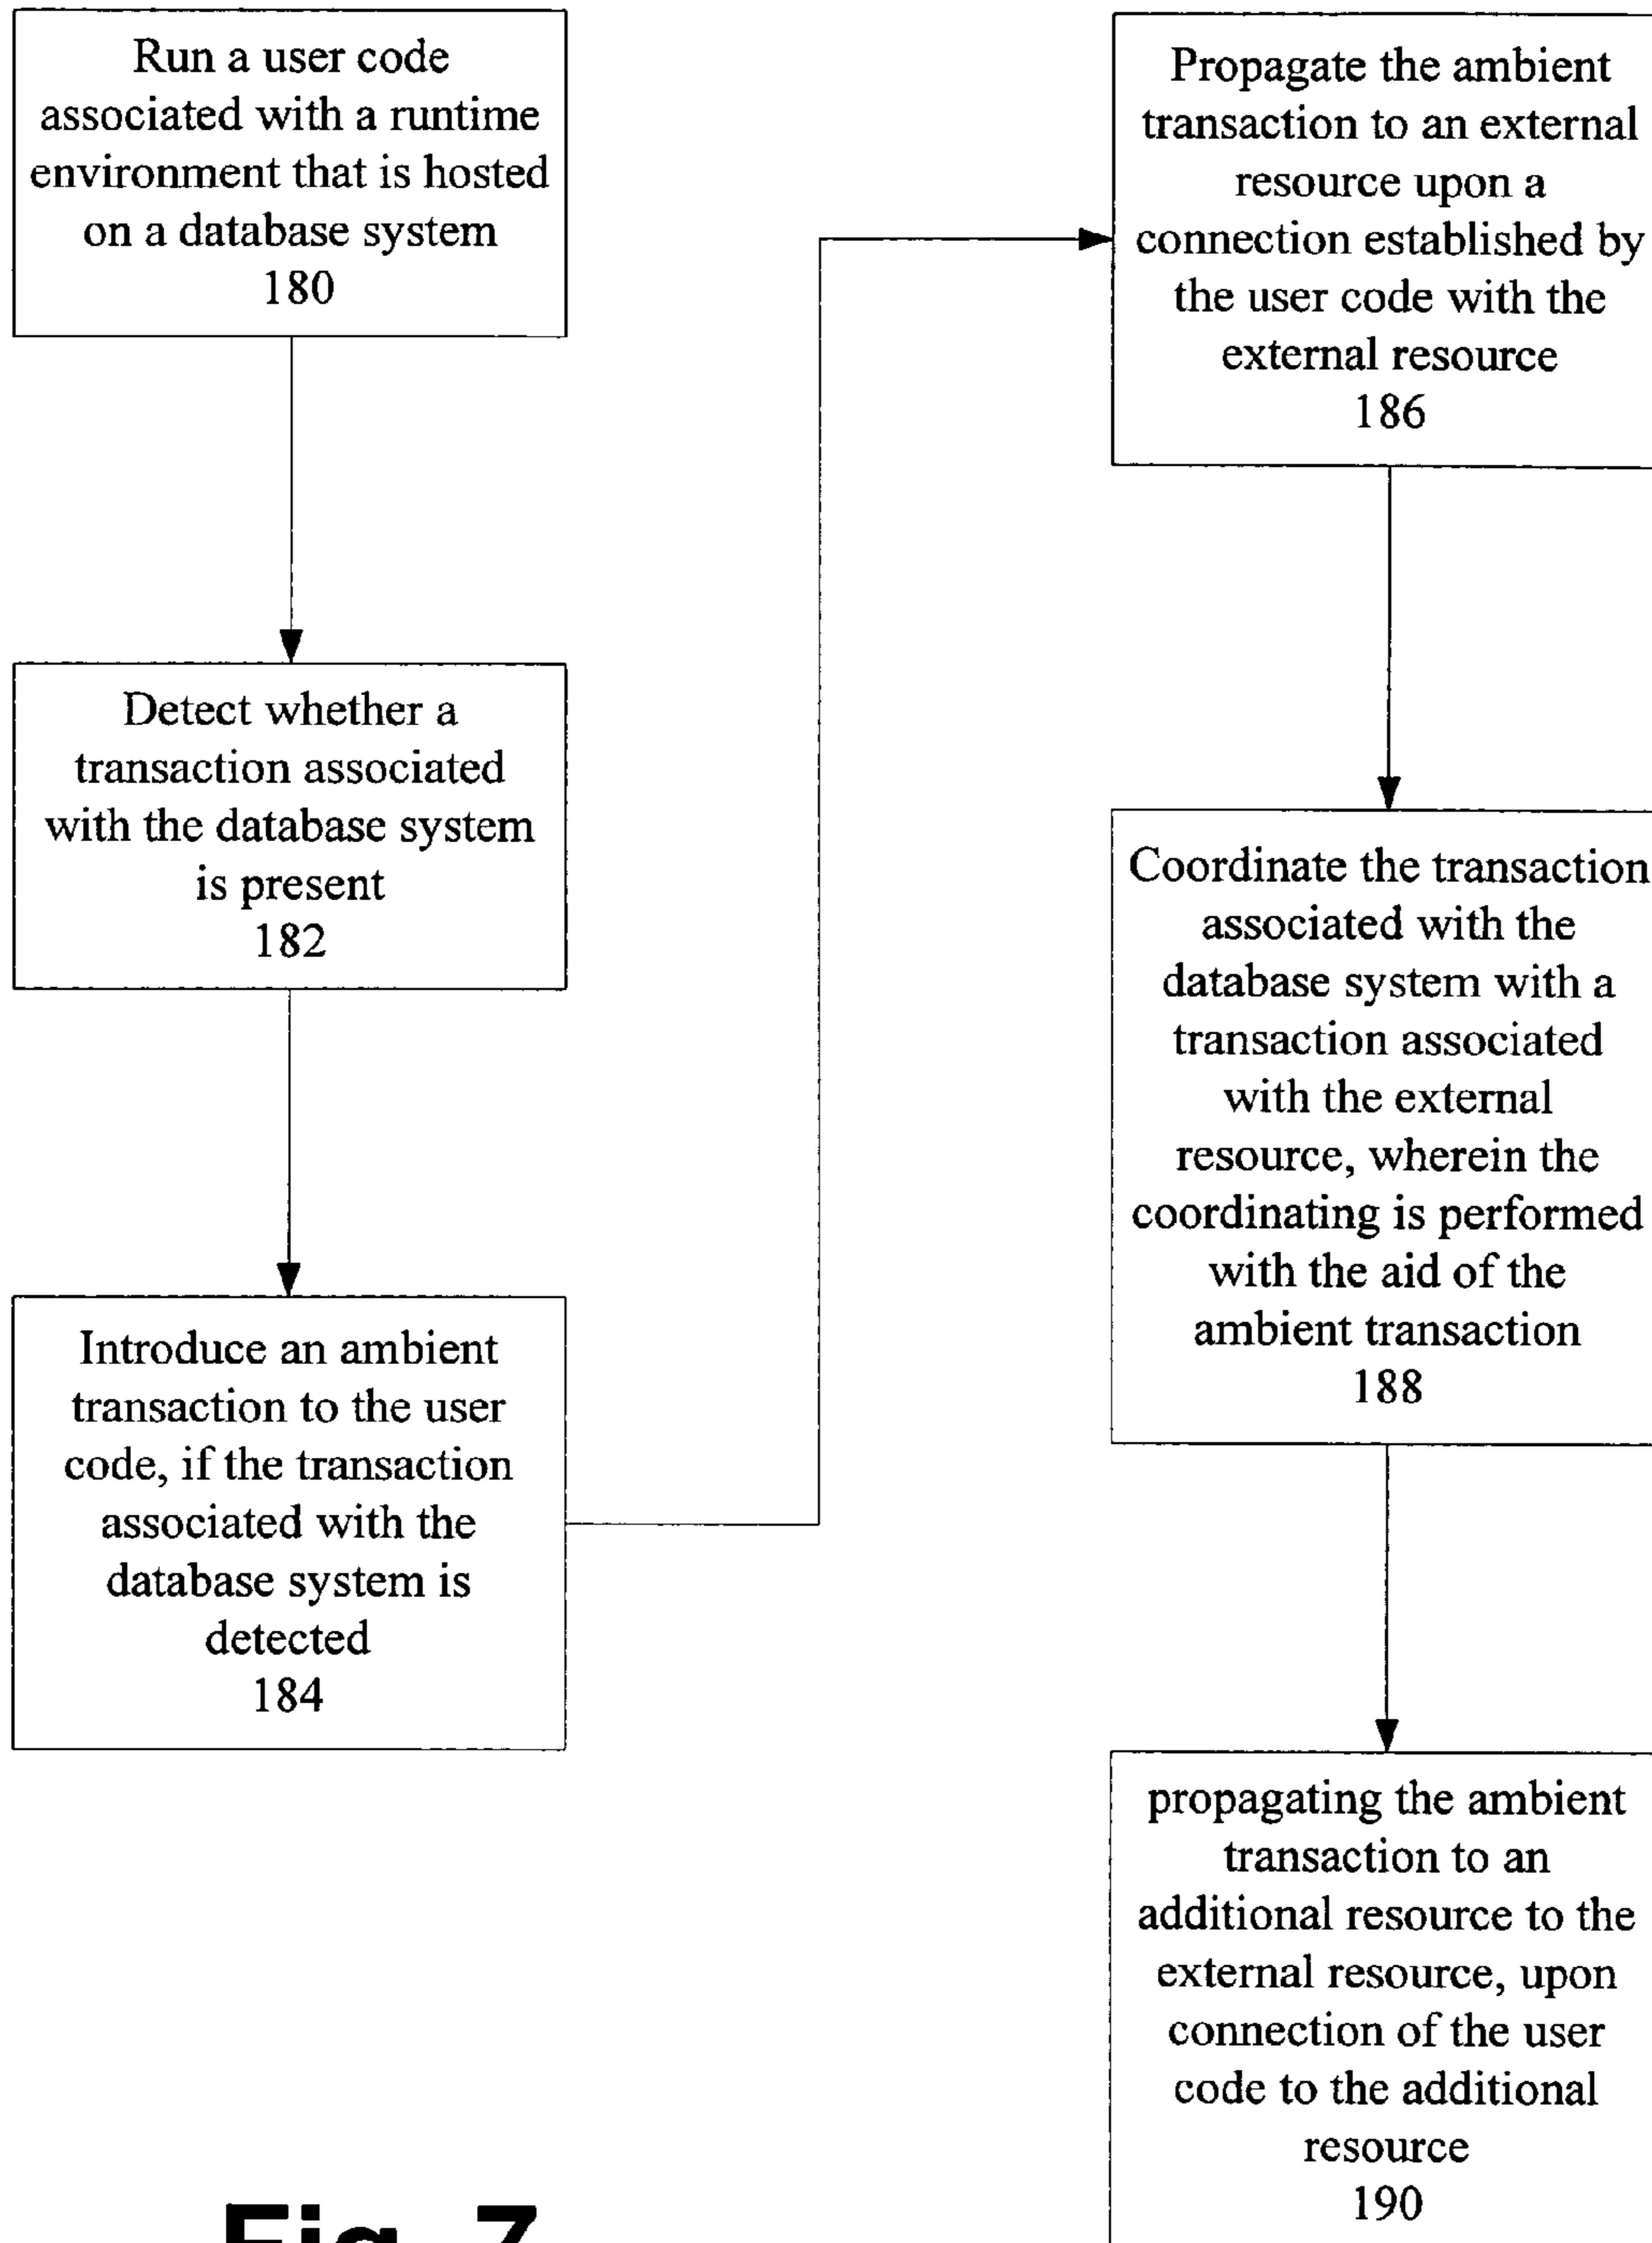 Run a user code
associated with a runtime
environment that is hosted
on a database system
180
Detect whether a
transaction associated
with the database system
is present
182
Introduce an ambient
transaction to the user
code, if the transaction
associated with the
database system is
detected
184
Propagate the ambient
transaction to an external
resource upon a
connection established by
the user code with the
external resource
186
Coordinate the transaction
associated with the
database system with a
transaction associated
with the external
resource, wherein the
coordinating is performed
with the aid of the
ambient transaction
188
propagating the ambient
transaction to an
additional resource to the
external resource, upon
connection of the user
code to the additional
resource
190
Fig. 7